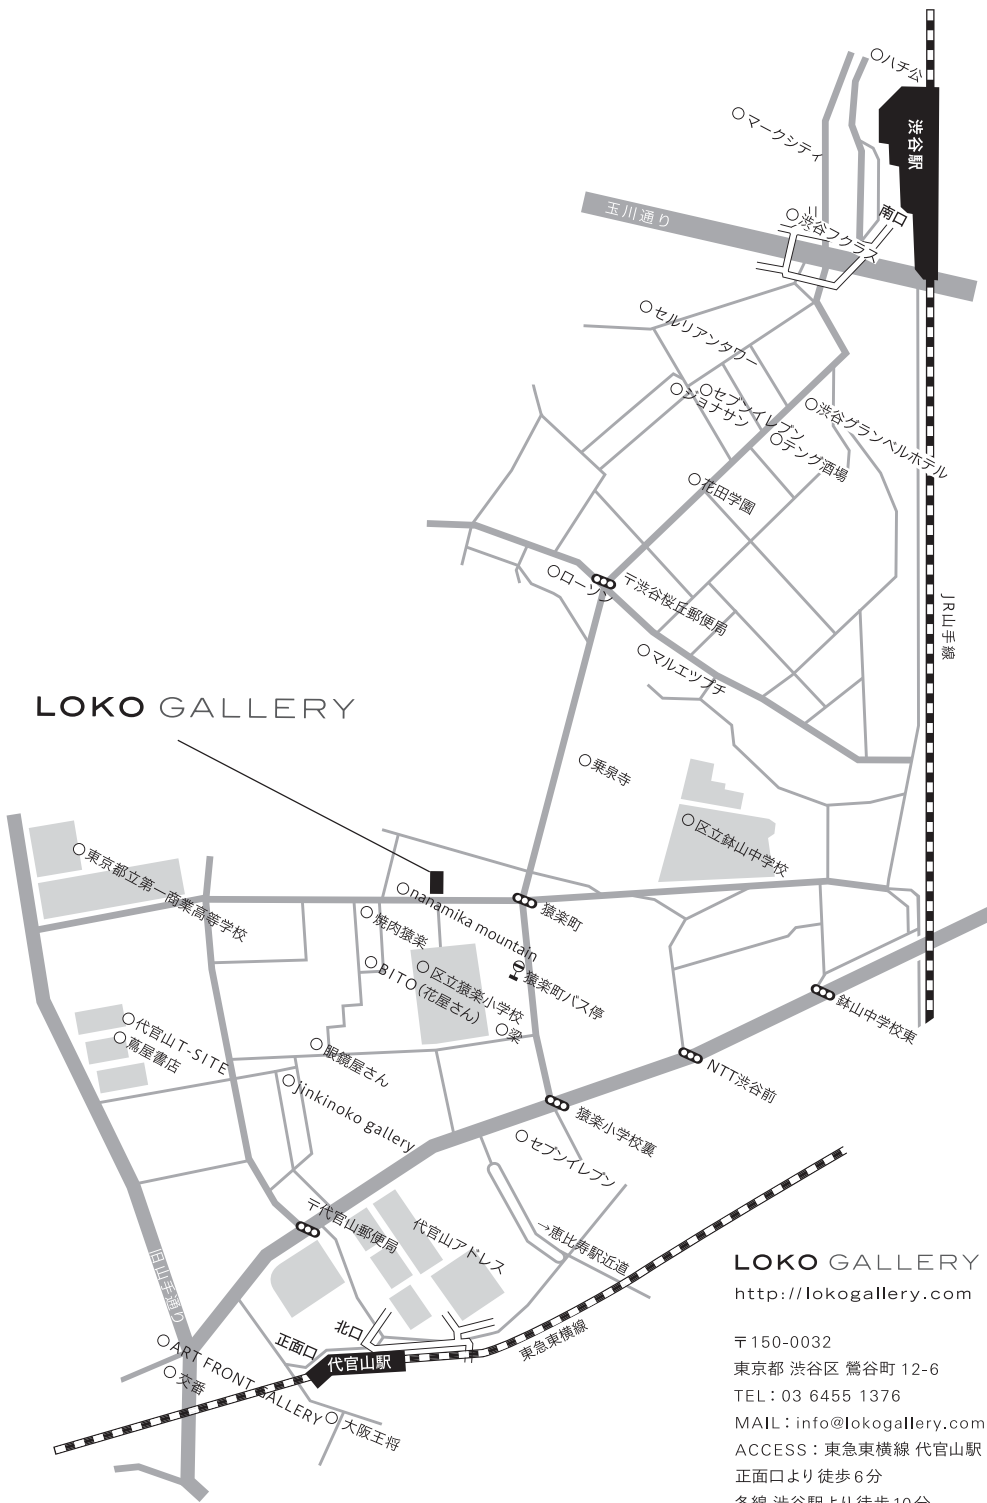 ハチ公
渋谷駅
マークシティ
南口
渋谷フクラス
玉川通り
セルリアンタワー
セブンイレブン
ジョナサン
渋谷グランベルホテル
テング酒場
花田学園
ローソン
〒渋谷桜丘郵便局
JR山手線
マルエツプチ
LOKO GALLERY
乗泉寺
区立鉢山中学校
東京都立第一商業高等学校
nanamika mountain
猿楽町
焼肉猿楽
BITO(花屋さん)
区立猿楽小学校
猿楽町バス停
梁
鉢山中学校東
代官山T-SITE
蔦屋書店
眼鏡屋さん
NTT渋谷前
jinkinoko gallery
猿楽小学校裏
セブンイレブン
〒代官山郵便局
代官山アドレス
→恵比寿駅近道
旧山手通り
北口
正面口
代官山駅
東急東横線
ART FRONT GALLERY
交番
大阪王将
LOKO GALLERY
http://lokogallery.com
〒150-0032
東京都 渋谷区 鶯谷町 12-6
TEL：03 6455 1376
MAIL：info@lokogallery.com
ACCESS：東急東横線 代官山駅
正面口より徒歩6分
各線 渋谷駅より徒歩10分